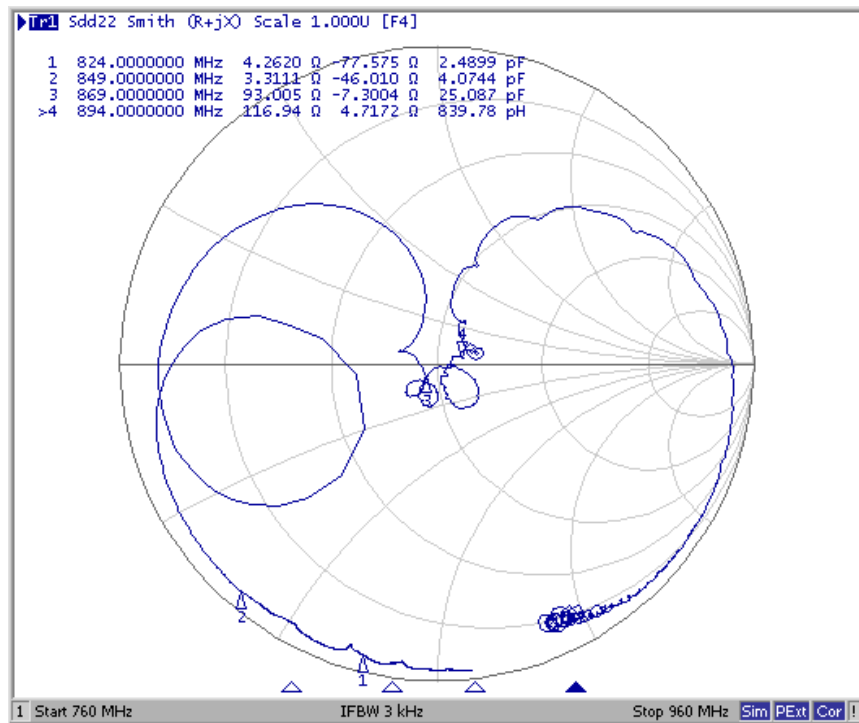 Tr1 Sdd22 Smith (R+jX) Scale 1.000U [F4]
1 824.0000000 MHz 4.2620 Ω -77.575 Ω 2.4899 pF
2 849.0000000 MHz 3.3111 Ω -46.010 Ω 4.0744 pF
3 869.0000000 MHz 93.005 Ω -7.3004 Ω 25.087 pF
>4 894.0000000 MHz 116.94 Ω 4.7172 Ω 839.78 pH
2
1
1 Start 760 MHz IFBW 3 kHz Stop 960 MHz Sim PExt Cor !